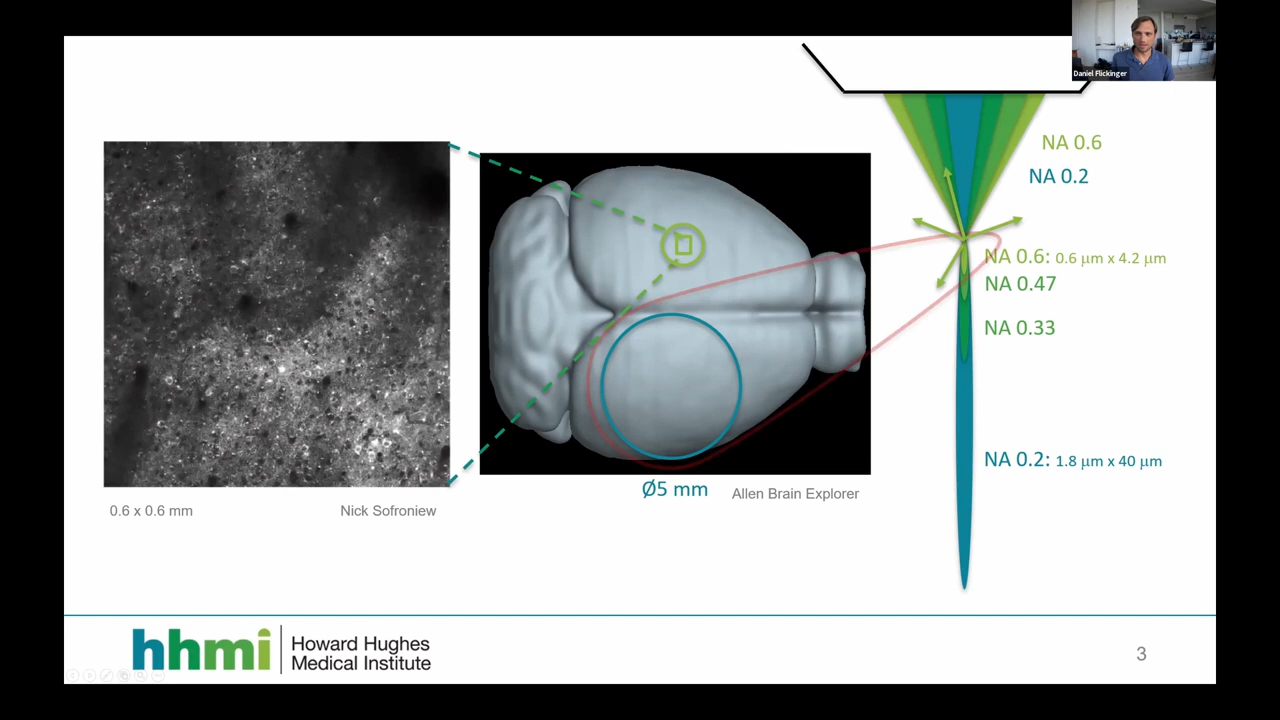 Daniel Flickinger
NA 0.6
NA 0.2
NA 0.6: 0.6 μm x 4.2 μm
NA 0.47
NA 0.33
NA 0.2: 1.8 μm x 40 μm
Ø5 mm
Allen Brain Explorer
0.6 x 0.6 mm
Nick Sofroniew
hhmi
Howard Hughes
Medical Institute
3